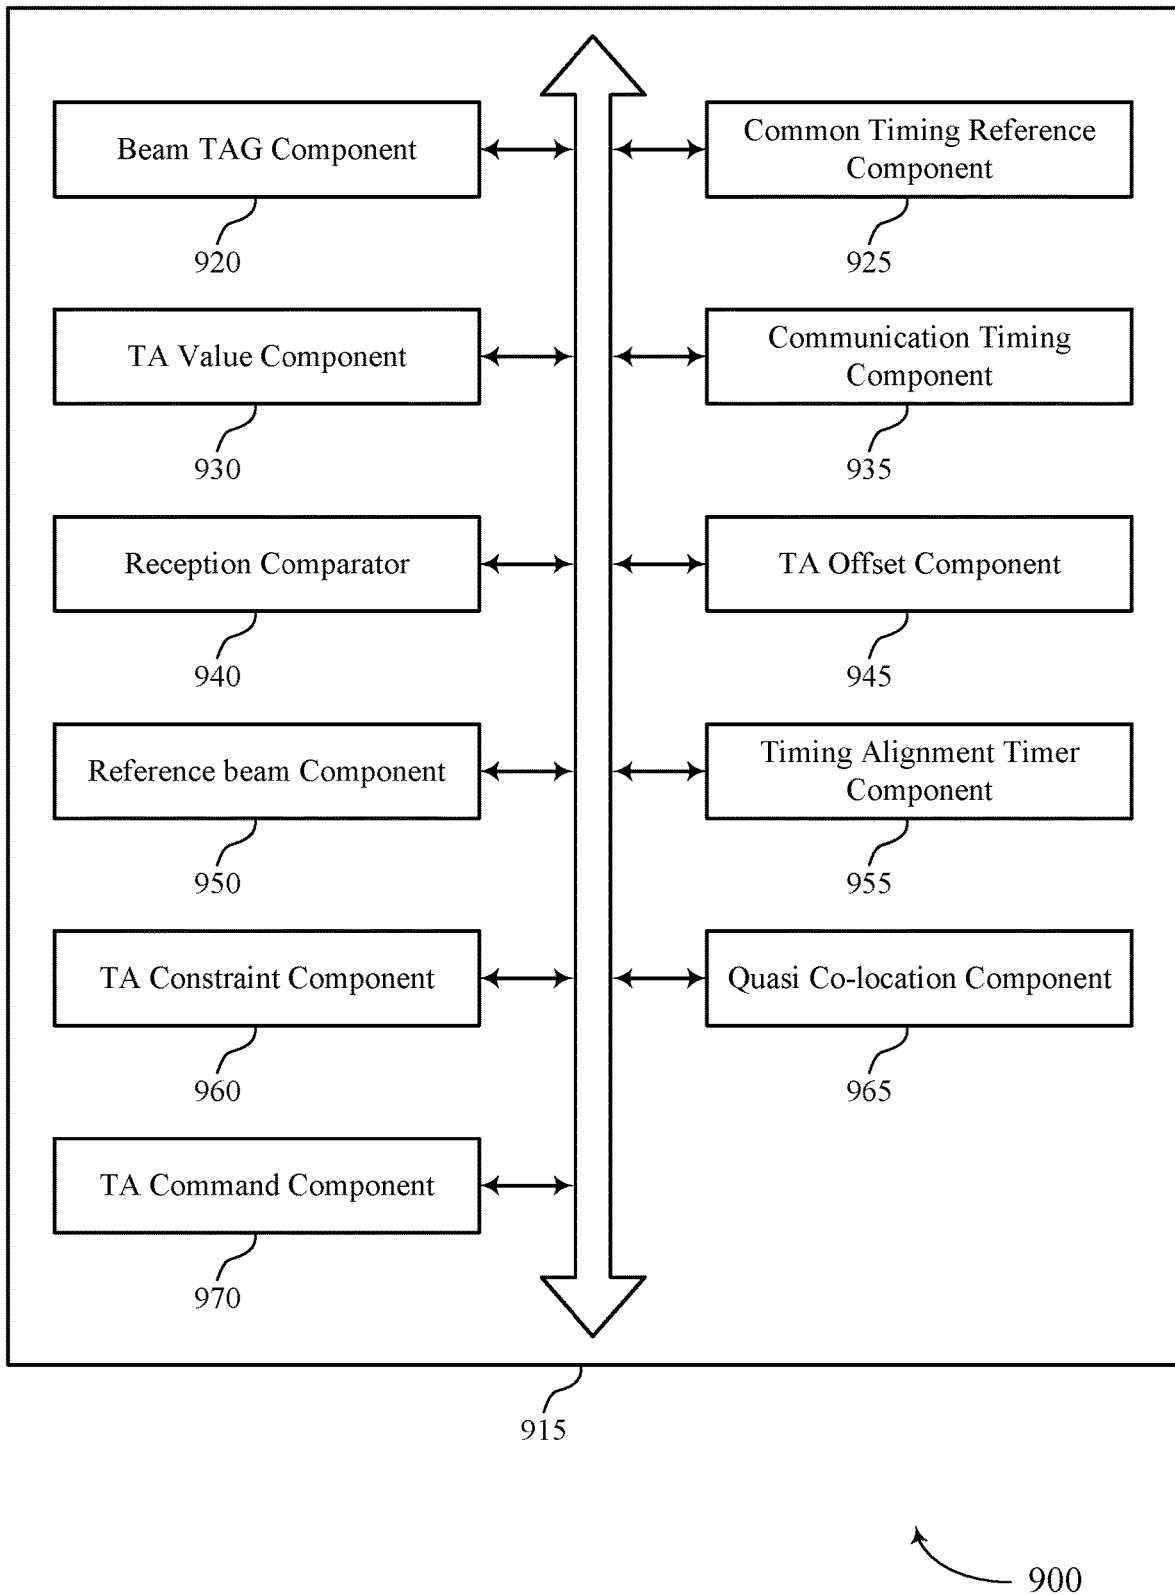 Beam TAG Component
920
Common Timing Reference
Component
925
TA Value Component
930
Communication Timing
Component
935
Reception Comparator
940
TA Offset Component
945
Reference beam Component
950
Timing Alignment Timer
Component
955
TA Constraint Component
960
Quasi Co-location Component
965
TA Command Component
970
915
900